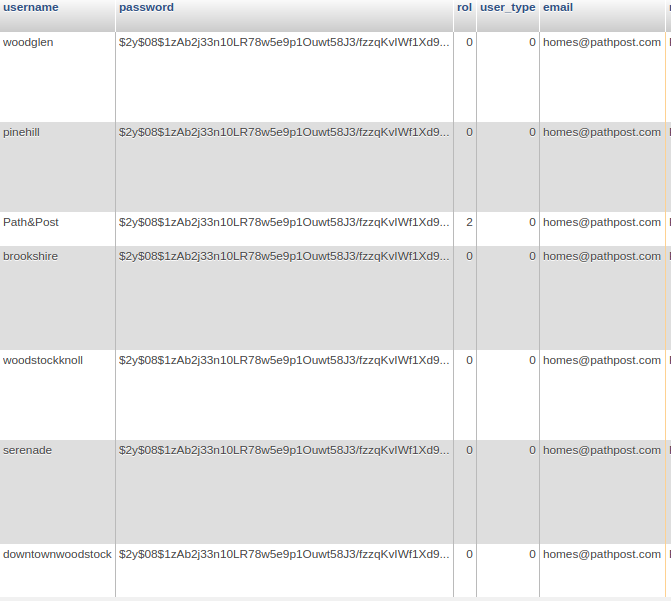 username password rol user_type email
woodglen $2y$08$1zAb2j33n10LR78w5e9p1Ouwt58J3/fzzqKvIWf1Xd9... 0 0 homes@pathpost.com
pinehill $2y$08$1zAb2j33n10LR78w5e9p1Ouwt58J3/fzzqKvIWf1Xd9... 0 0 homes@pathpost.com
Path&Post $2y$08$1zAb2j33n10LR78w5e9p1Ouwt58J3/fzzqKvIWf1Xd9... 2 0 homes@pathpost.com
brookshire $2y$08$1zAb2j33n10LR78w5e9p1Ouwt58J3/fzzqKvIWf1Xd9... 0 0 homes@pathpost.com
woodstockknoll $2y$08$1zAb2j33n10LR78w5e9p1Ouwt58J3/fzzqKvIWf1Xd9... 0 0 homes@pathpost.com
serenade $2y$08$1zAb2j33n10LR78w5e9p1Ouwt58J3/fzzqKvIWf1Xd9... 0 0 homes@pathpost.com
downtownwoodstock $2y$08$1zAb2j33n10LR78w5e9p1Ouwt58J3/fzzqKvIWf1Xd9... 0 0 homes@pathpost.com